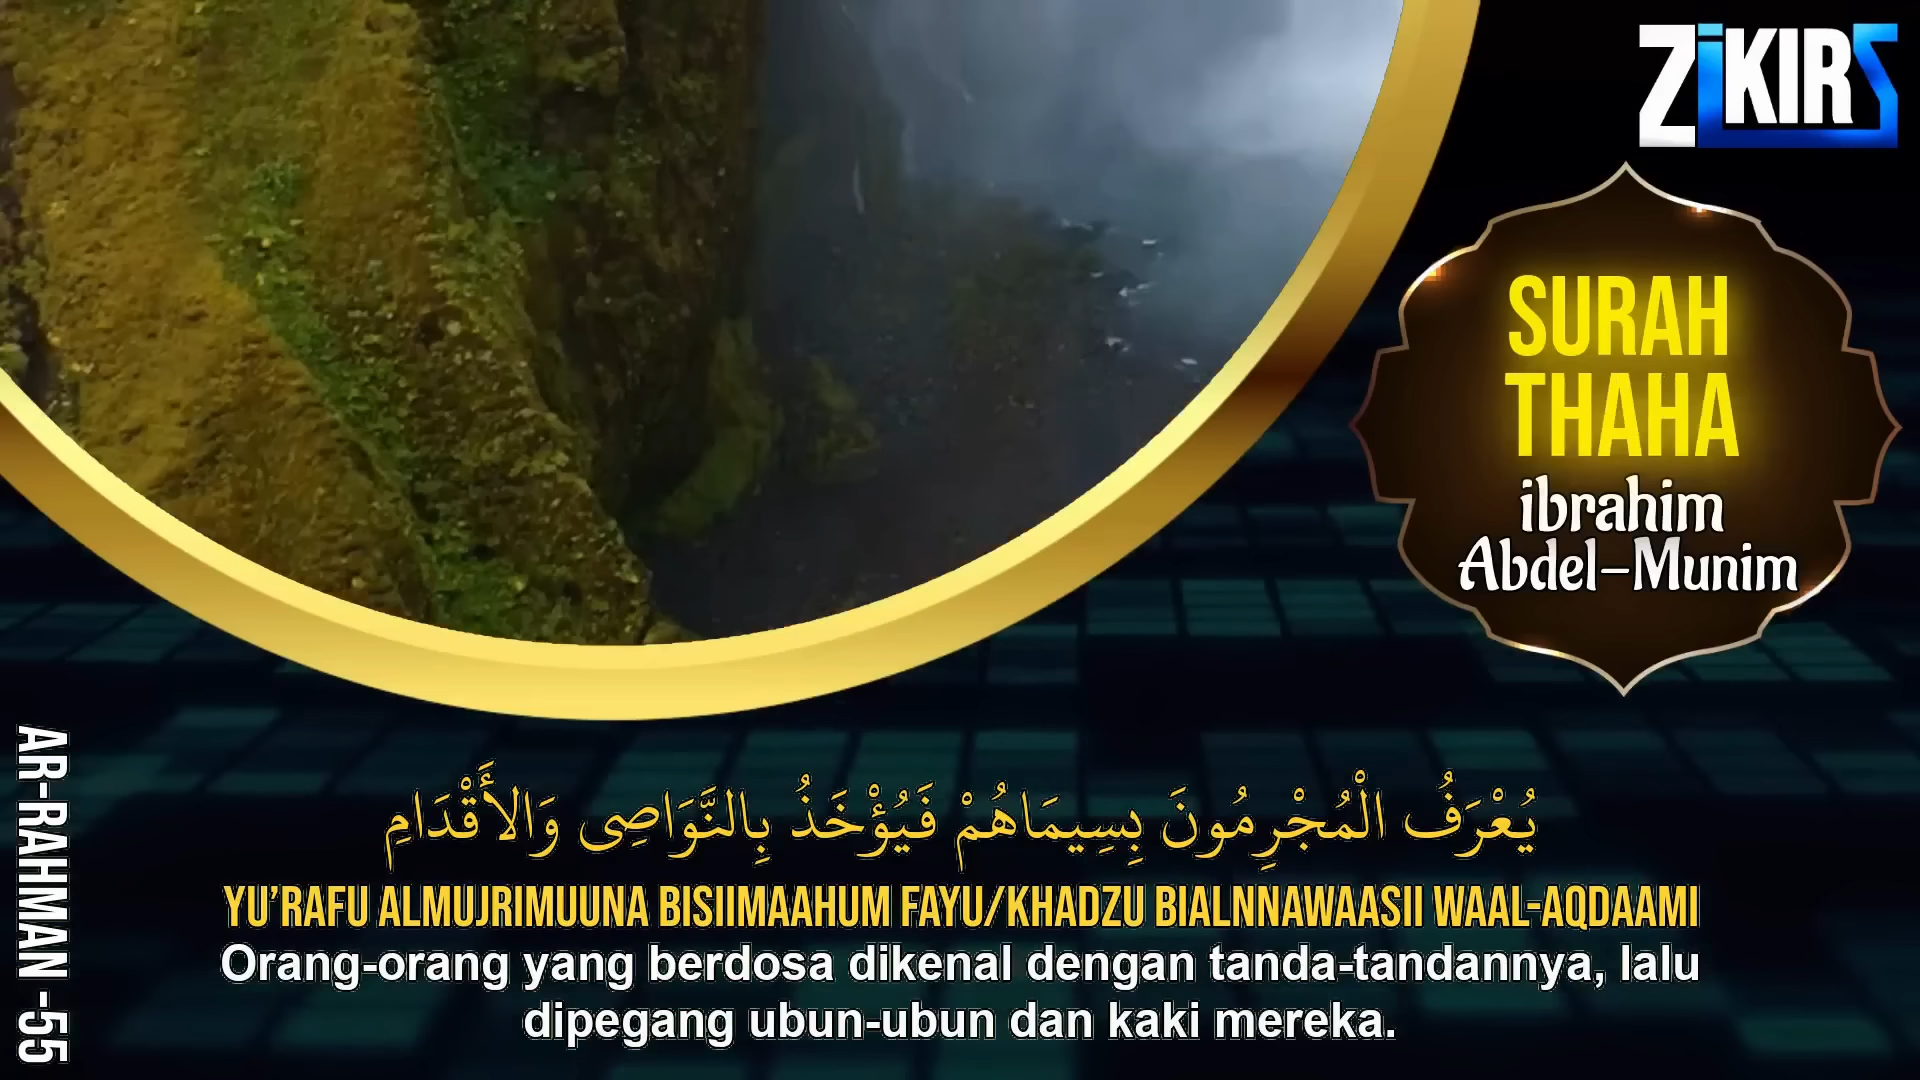 ZiKIRS
SURAH
THAHA
ibrahim
Abdel-Munim
AR-RAHMAN -55
يُعْرَفُ الْمُجْرِمُونَ بِسِيمَاهُمْ فَيُؤْخَذُ بِالنَّوَاصِى وَالأَقْدَامِ
YU’RAFU ALMUJRIMUUNA BISIIMAAHUM FAYU/KHADZU BIALNNAWAASII WAAL-AQDAAMI
Orang-orang yang berdosa dikenal dengan tanda-tandannya, lalu
dipegang ubun-ubun dan kaki mereka.